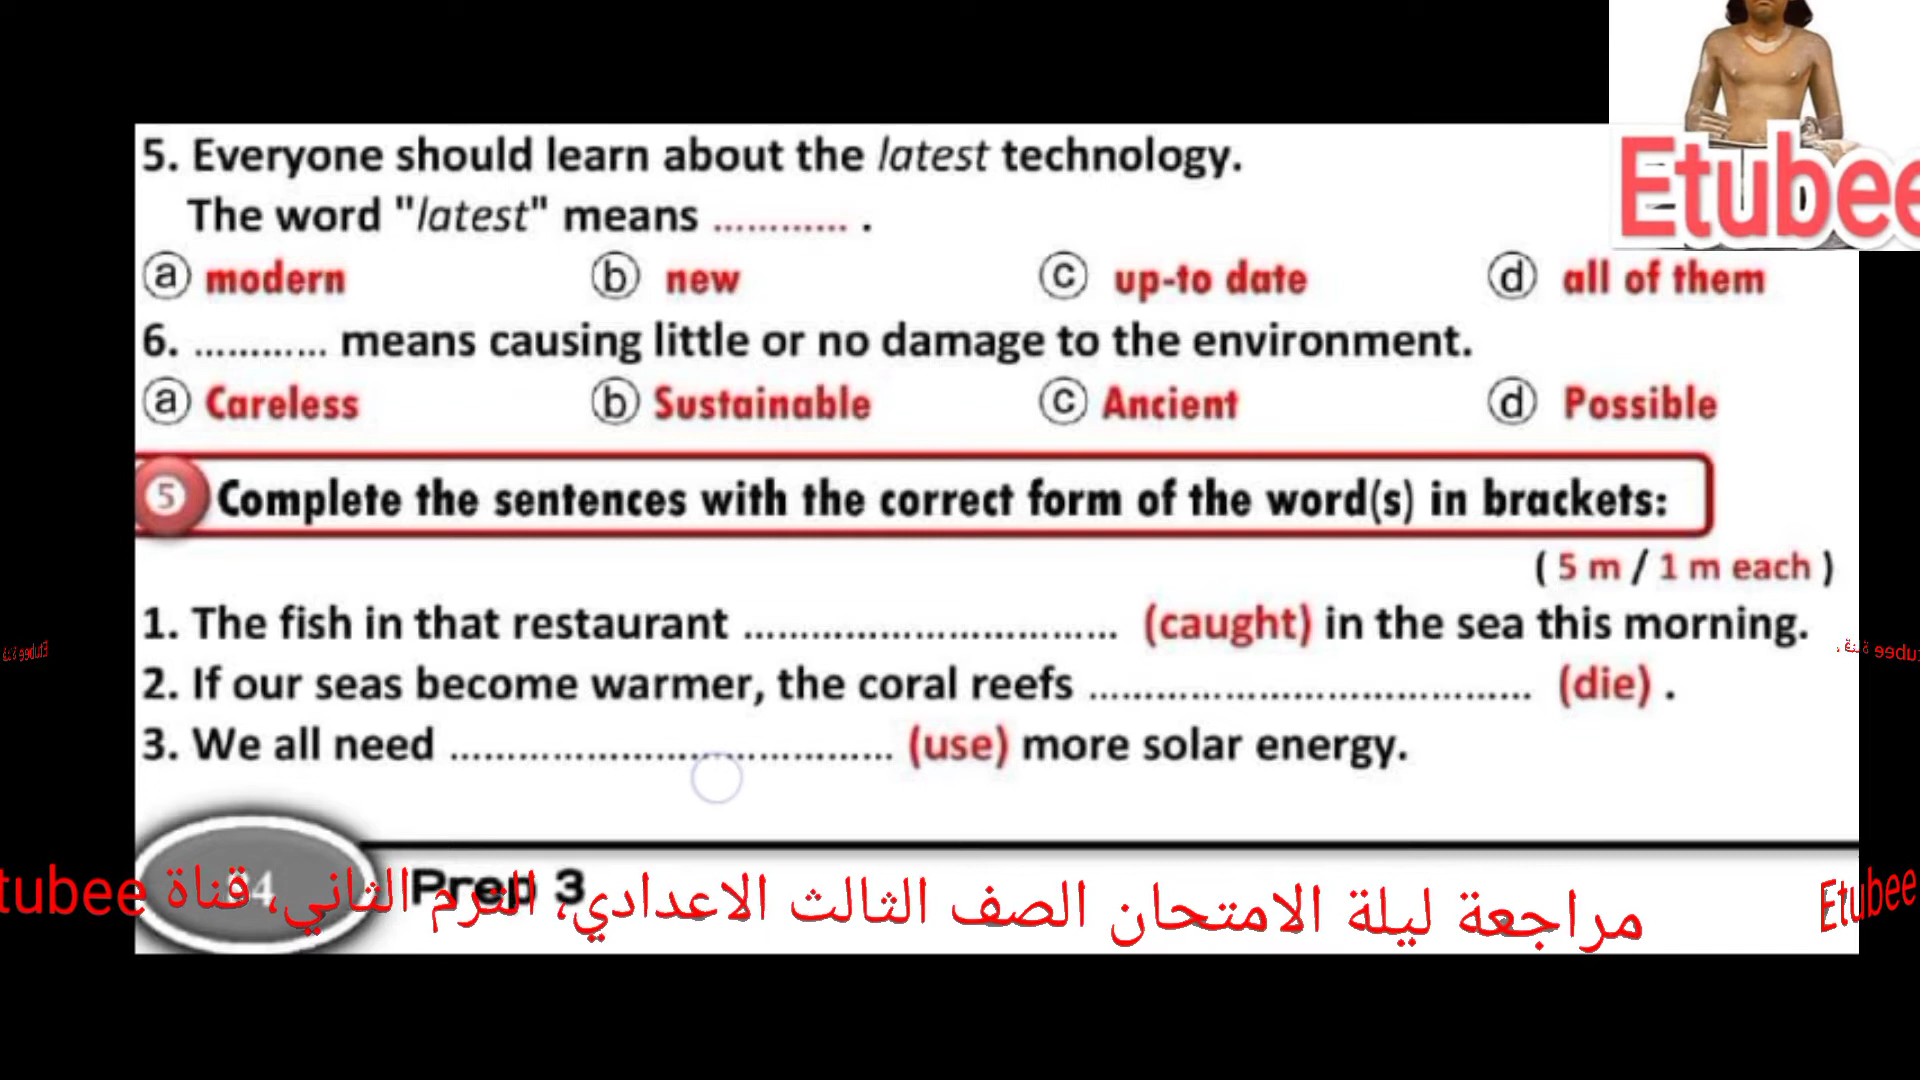 5. Everyone should learn about the latest technology.
The word "latest" means ............ .
ⓐ modern ⓑ new ⓒ up-to date ⓓ all of them
6. ............ means causing little or no damage to the environment.
ⓐ Careless ⓑ Sustainable ⓒ Ancient ⓓ Possible
5 Complete the sentences with the correct form of the word(s) in brackets:
( 5 m / 1 m each )
1. The fish in that restaurant ................................. (caught) in the sea this morning.
2. If our seas become warmer, the coral reefs ....................................... (die) .
3. We all need ....................................... (use) more solar energy.
Prep 3
مراجعة ليلة الامتحان الصف الثالث الاعدادي، الترم الثاني، قناة tubee
Etubee
Etubee